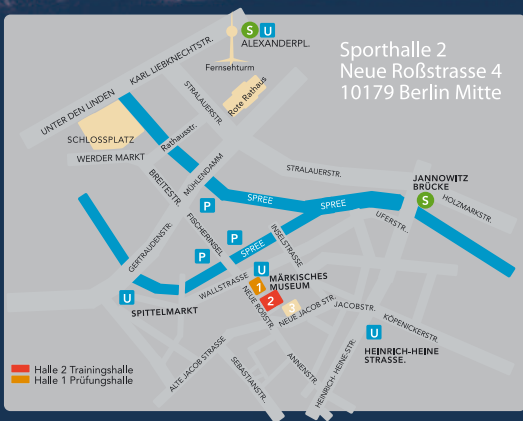 Sporthalle 2
Neue Roßstrasse 4
10179 Berlin Mitte
S U
ALEXANDERPL.
Fernsehturm
KARL LIEBKNECHTSTR.
UNTER DEN LINDEN
STRALAUERSTR.
Rote Rathaus
SCHLOSSPLATZ
Rathausstr.
WERDER MARKT
BREITESTR.
MÜHLENDAMM
STRALAUERSTR.
JANNOWITZ
BRÜCKE
S
HOLZMARKTSTR.
SPREE
SPREE
UFERSTR..
P
FISCHERINSEL
INSELSTRASSE
GERTRAUDENSTR.
P
P
SPREE
U
MÄRKISCHES
MUSEUM
WALLSTRASSE
U
SPITTELMARKT
1
2
3
NEUE ROßSTR.
NEUE JACOB STR.
JACOBSTR.
KÖPENICKERSTR.
U
HEINRICH-HEINE
STRASSE.
ALTE JACOB STRASSE
SEBASTIANSTR.
ANNENSTR.
HEINRICH- HEINE-STR.
Halle 2 Trainingshalle
Halle 1 Prüfungshalle